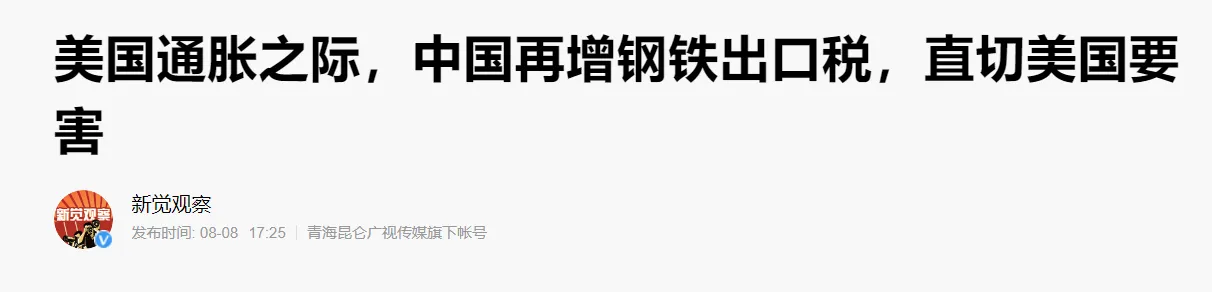 美国通胀之际，中国再增钢铁出口税，直切美国要
害
新觉观察
新觉观察
发布时间: 08-08 17:25 青海昆仑广视传媒旗下帐号